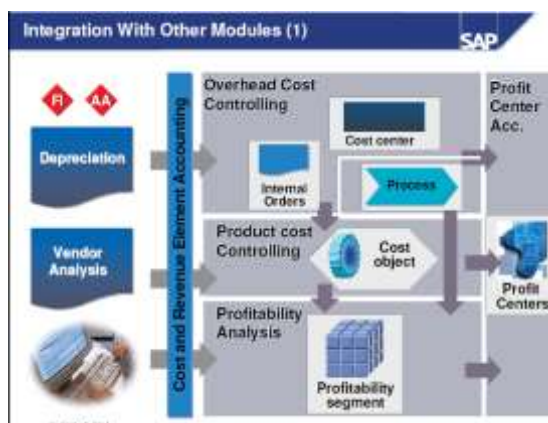 Integration With Other Modules (1)
SAP
FI
AA
Depreciation
Vendor
Analysis
Cost and Revenue Element Accounting
Overhead Cost
Controlling
Cost center
Internal
Orders
Process
Product cost
Controlling
Cost
object
Profitability
Analysis
Profitability
segment
Profit
Center
Acc.
Profit
Centers